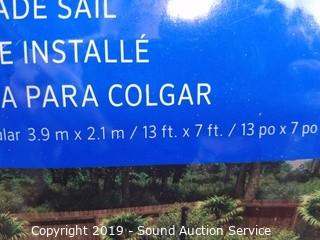 ADE SAIL
E INSTALLÉ
A PARA COLGAR
alar 3.9 m x 2.1 m / 13 ft. x 7 ft. / 13 po x 7 po
Copyright 2019 - Sound Auction Service